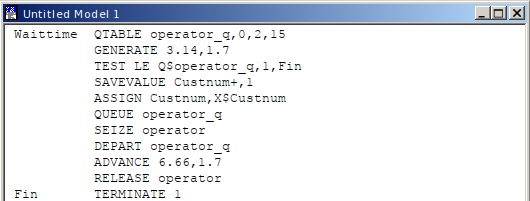 Untitled Model 1
Waittime QTABLE operator_q,0,2,15
GENERATE 3.14,1.7
TEST LE Q$operator_q,1,Fin
SAVEVALUE Custnum+,1
ASSIGN Custnum,X$Custnum
QUEUE operator_q
SEIZE operator
DEPART operator_q
ADVANCE 6.66,1.7
RELEASE operator
Fin TERMINATE 1